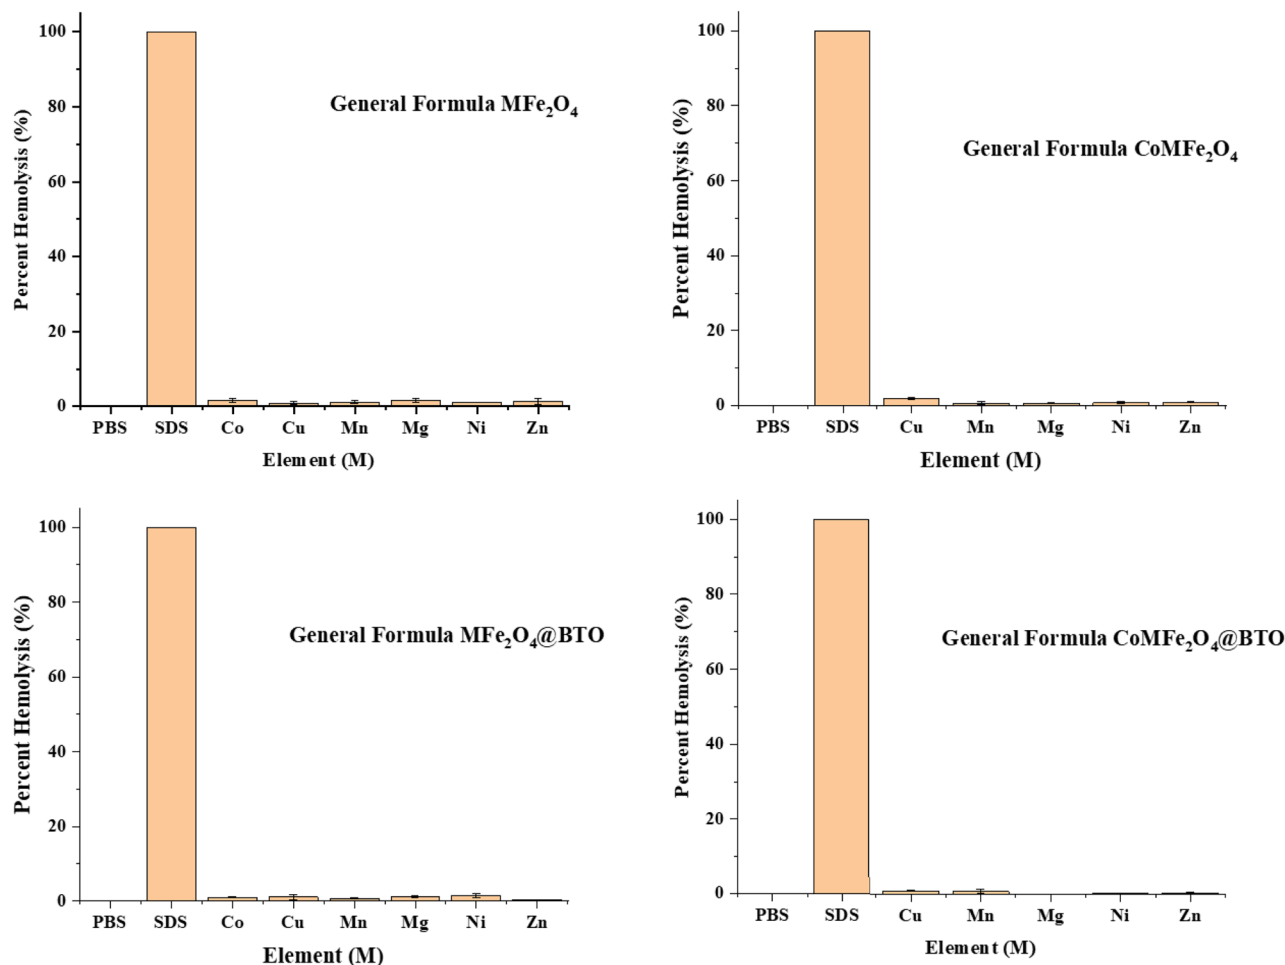 Percent Hemolysis (%)
100
80
60
40
20
0
General Formula MFe₂O₄
PBS SDS Co Cu Mn Mg Ni Zn
Element (M)
Percent Hemolysis (%)
100
80
60
40
20
0
General Formula CoMFe₂O₄
PBS SDS Cu Mn Mg Ni Zn
Element (M)
Percent Hemolysis (%)
100
80
60
40
20
0
General Formula MFe₂O₄@BTO
PBS SDS Co Cu Mn Mg Ni Zn
Element (M)
Percent Hemolysis (%)
100
80
60
40
20
0
General Formula CoMFe₂O₄@BTO
PBS SDS Cu Mn Mg Ni Zn
Element (M)